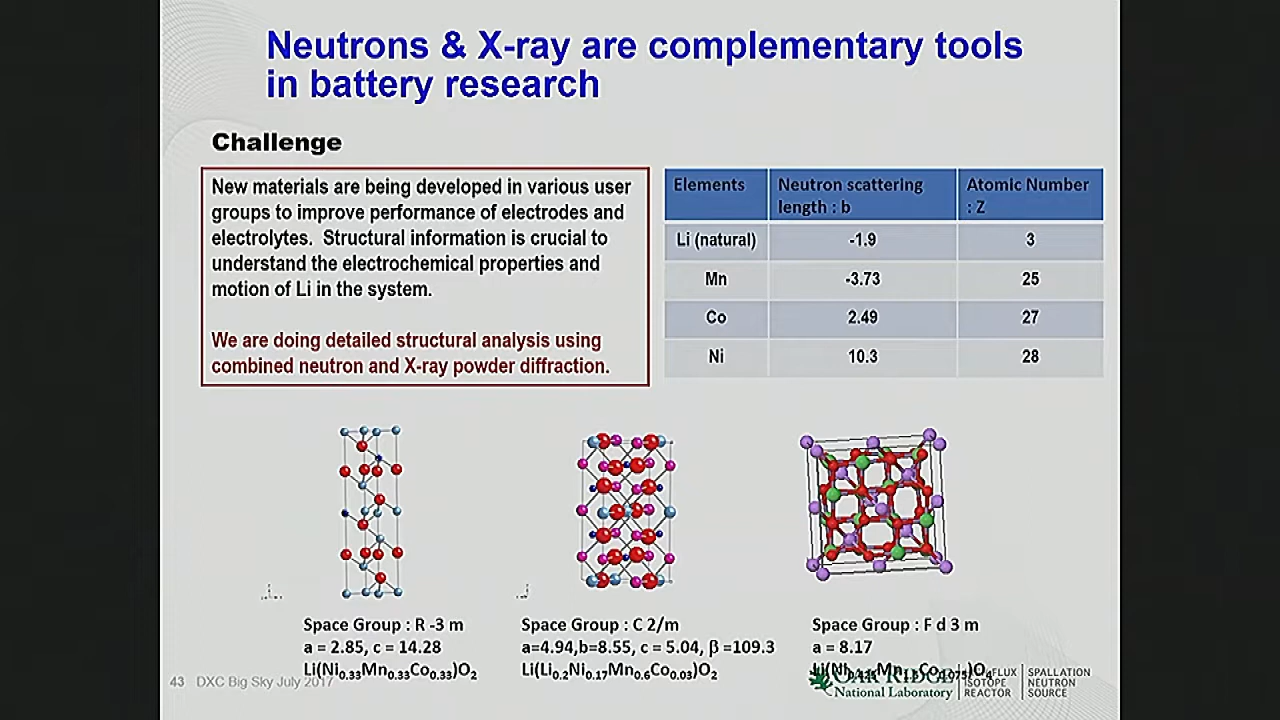 Neutrons & X-ray are complementary tools
in battery research
Challenge
New materials are being developed in various user
groups to improve performance of electrodes and
electrolytes. Structural information is crucial to
understand the electrochemical properties and
motion of Li in the system.
We are doing detailed structural analysis using
combined neutron and X-ray powder diffraction.
Elements Neutron scattering length : b Atomic Number : Z
Li (natural) -1.9 3
Mn -3.73 25
Co 2.49 27
Ni 10.3 28
Space Group : R -3 m
a = 2.85, c = 14.28
Li(Ni0.33Mn0.33Co0.33)O2
Space Group : C 2/m
a=4.94,b=8.55, c = 5.04, β =109.3
Li(Li0.2Ni0.17Mn0.6Co0.03)O2
Space Group : F d 3 m
a = 8.17
43 DXC Big Sky July 2017
OAK RIDGE
National Laboratory
FLUX
ISOTOPE
REACTOR
SPALLATION
NEUTRON
SOURCE